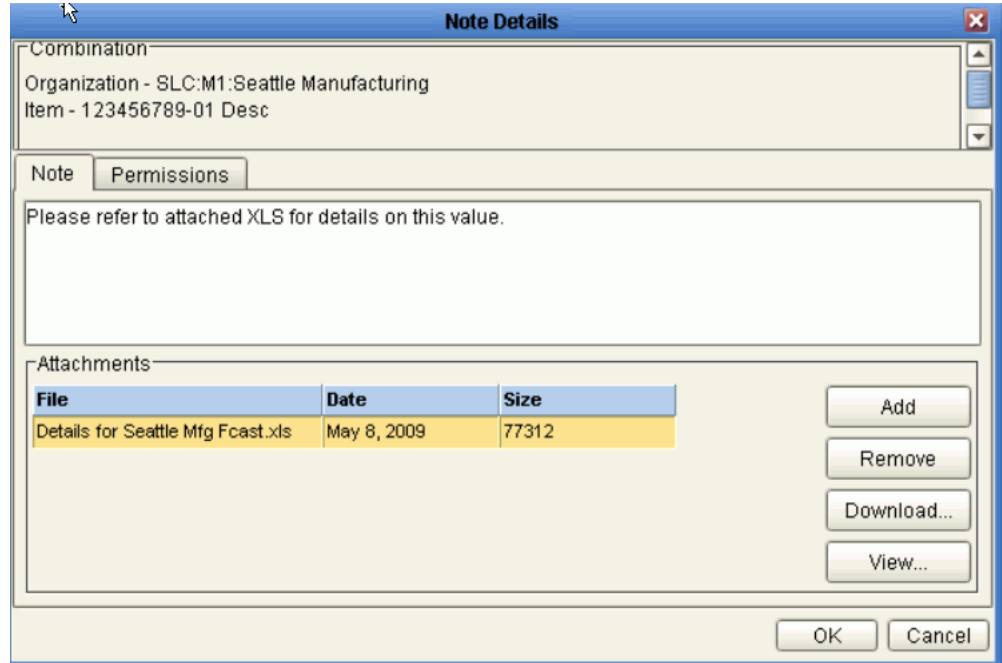 Note Details
Combination
Organization - SLC:M1:Seattle Manufacturing
Item - 123456789-01 Desc
Note Permissions
Please refer to attached XLS for details on this value.
Attachments
File Date Size
Details for Seattle Mfg Fcast.xls May 8, 2009 77312
Add
Remove
Download...
View...
OK Cancel